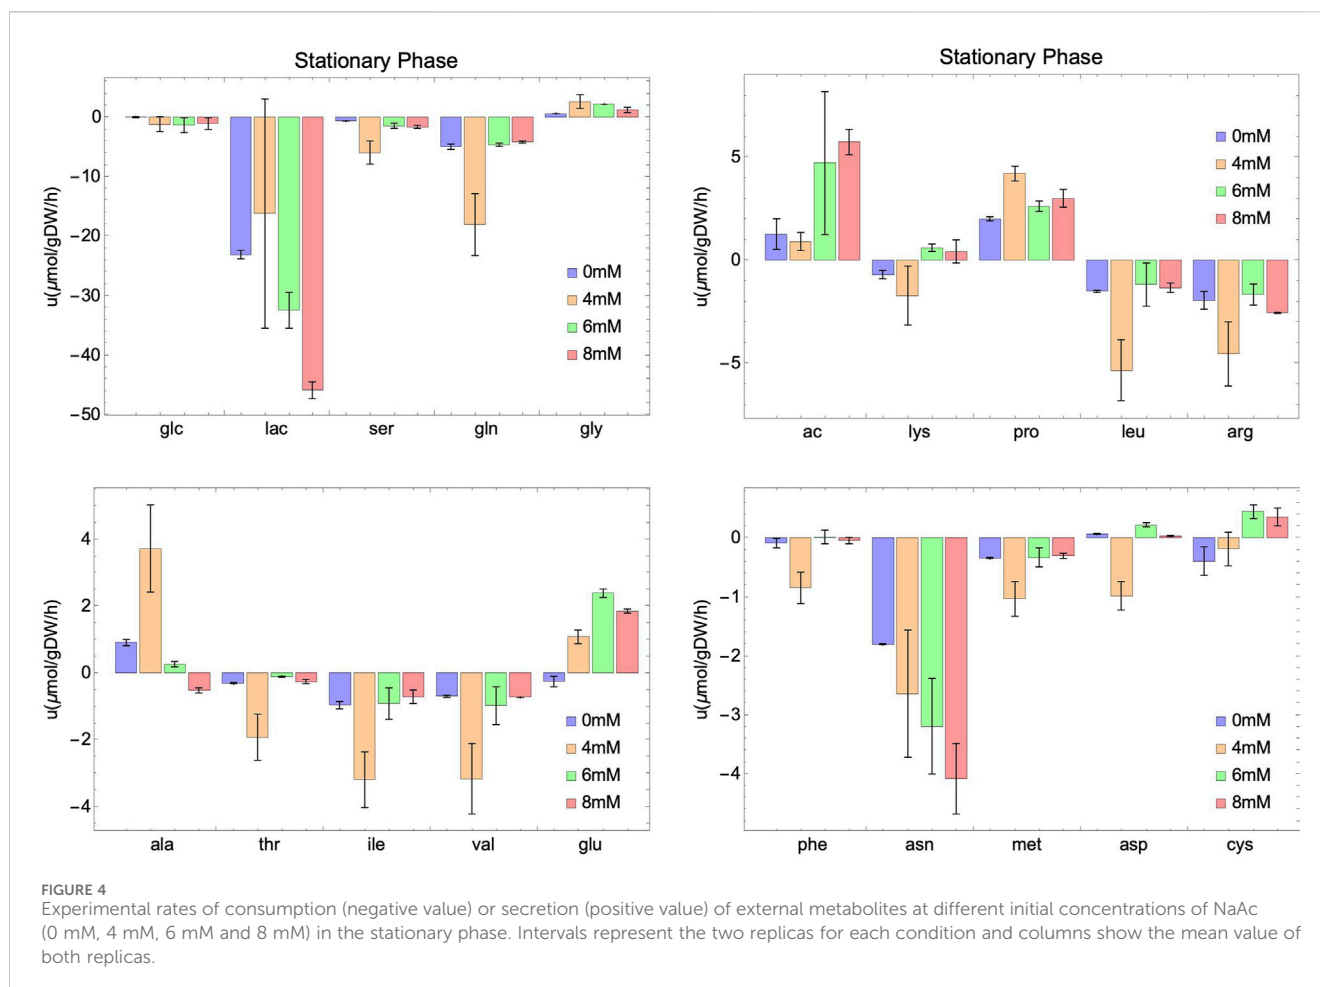 Stationary Phase
u(μmol/gDW/h)
0
−10
−20
−30
−40
−50
0mM
4mM
6mM
8mM
glc lac ser gln gly
Stationary Phase
u(μmol/gDW/h)
5
0
−5
0mM
4mM
6mM
8mM
ac lys pro leu arg
u(μmol/gDW/h)
4
2
0
−2
−4
0mM
4mM
6mM
8mM
ala thr ile val glu
u(μmol/gDW/h)
0
−1
−2
−3
−4
0mM
4mM
6mM
8mM
phe asn met asp cys
FIGURE 4
Experimental rates of consumption (negative value) or secretion (positive value) of external metabolites at different initial concentrations of NaAc
(0 mM, 4 mM, 6 mM and 8 mM) in the stationary phase. Intervals represent the two replicas for each condition and columns show the mean value of
both replicas.